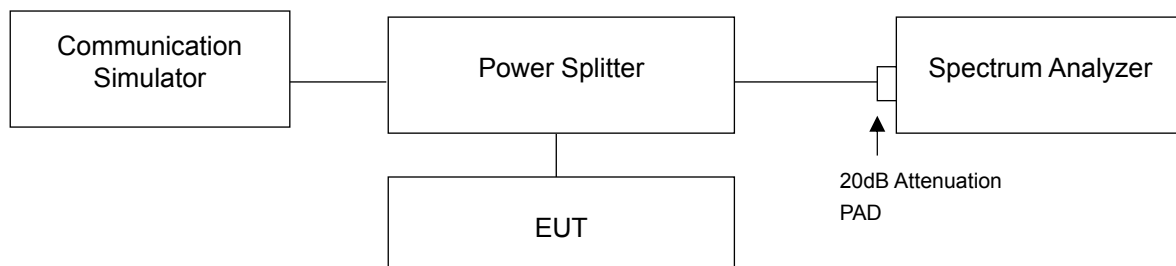 Communication
Simulator
Power Splitter
Spectrum Analyzer
20dB Attenuation
PAD
EUT